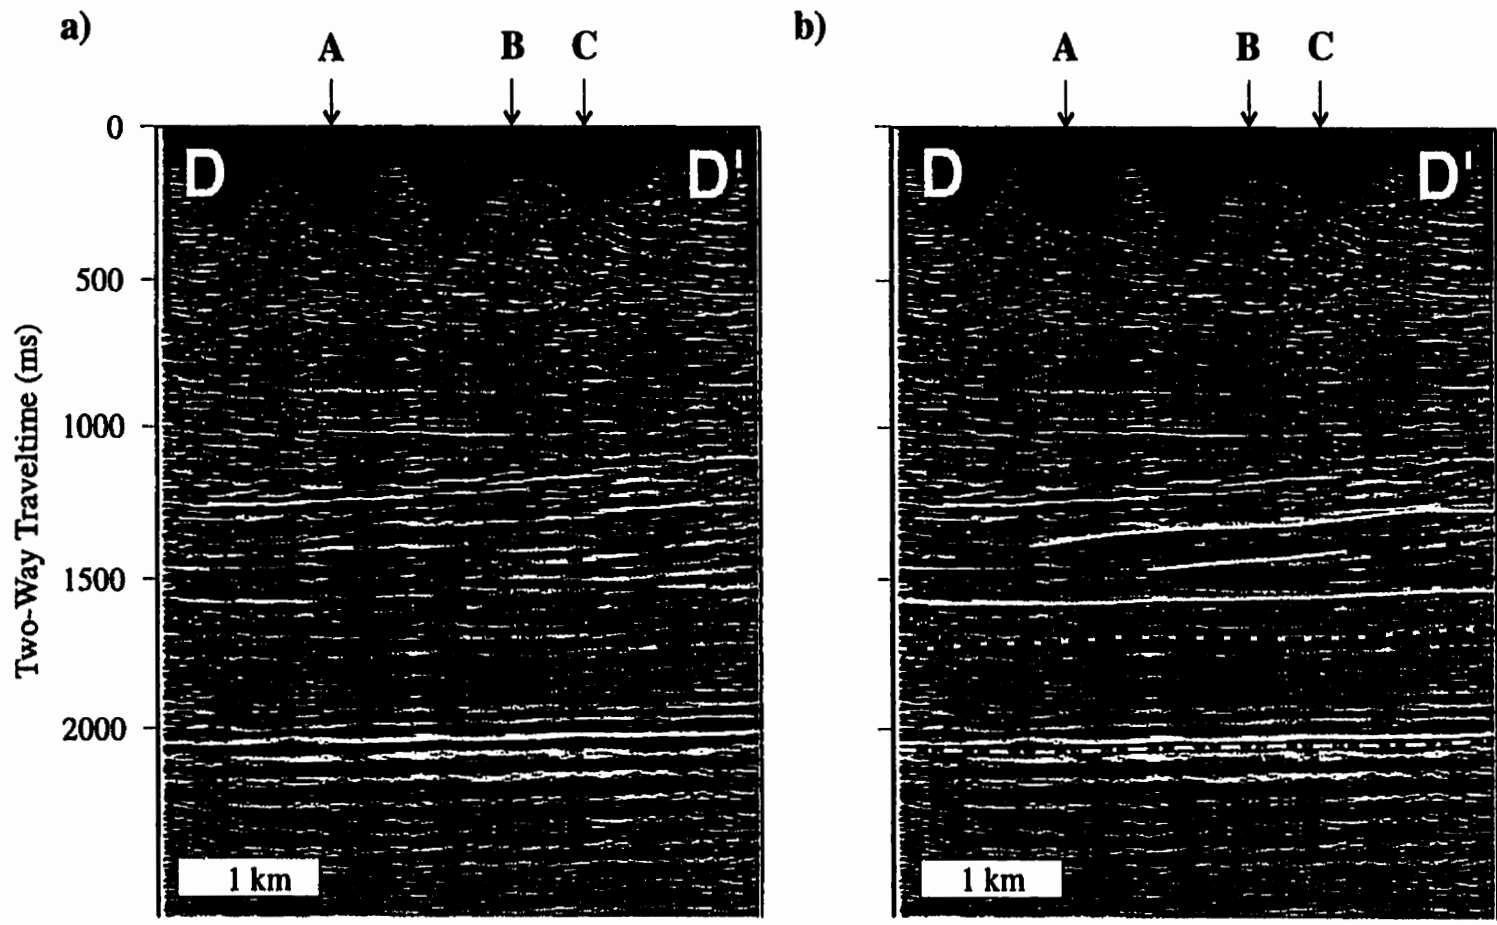 a)
b)
A B C
A B C
D D'
D D'
0
500
1000
1500
2000
Two-Way Traveltime (ms)
1 km
1 km